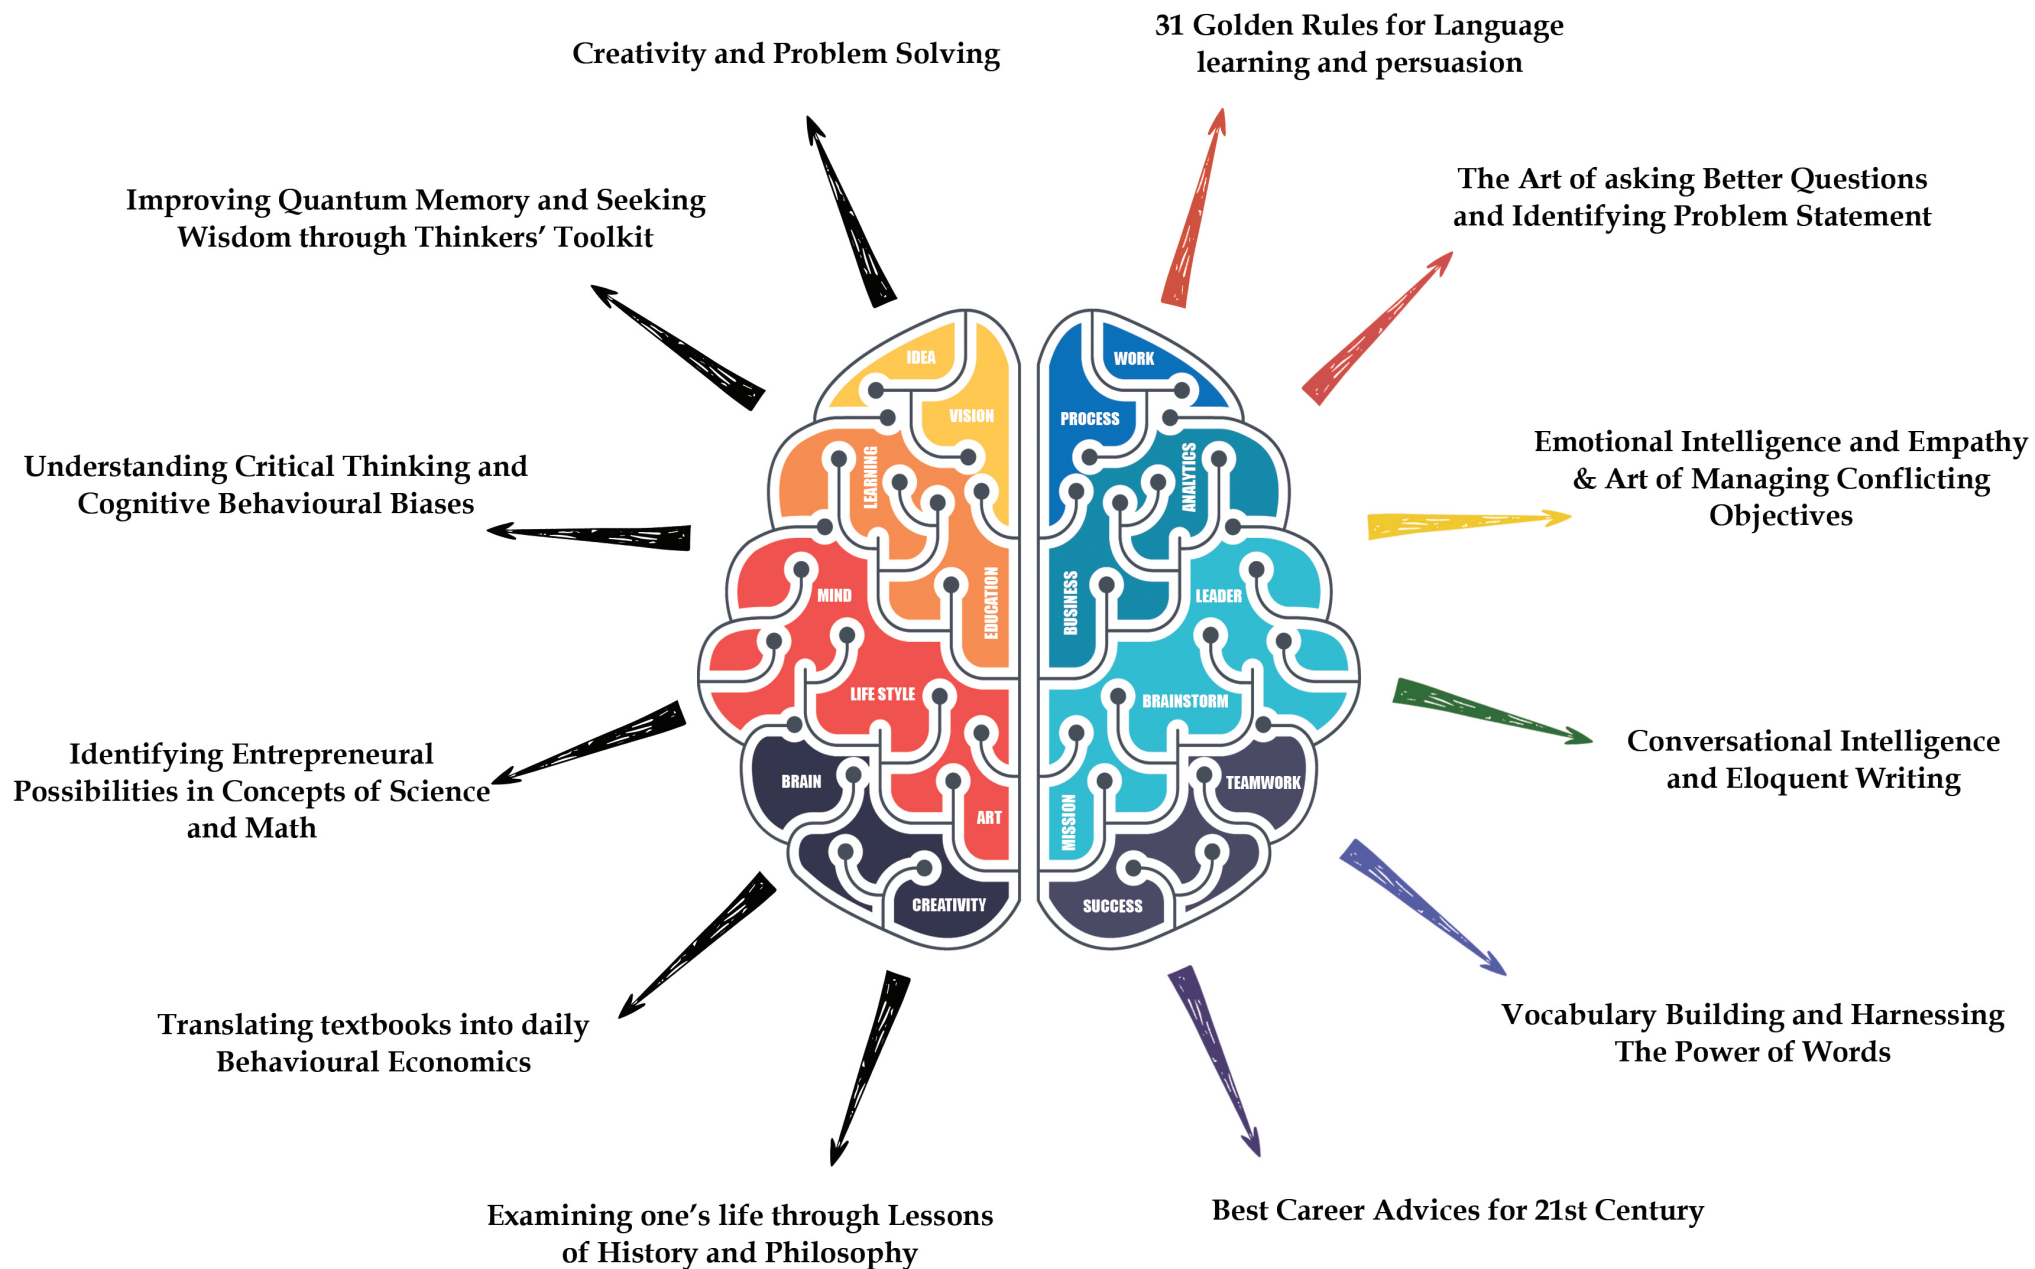 Creativity and Problem Solving
31 Golden Rules for Language
learning and persuasion
Improving Quantum Memory and Seeking
Wisdom through Thinkers’ Toolkit
The Art of asking Better Questions
and Identifying Problem Statement
Understanding Critical Thinking and
Cognitive Behavioural Biases
Emotional Intelligence and Empathy
& Art of Managing Conflicting
Objectives
Identifying Entrepreneural
Possibilities in Concepts of Science
and Math
Conversational Intelligence
and Eloquent Writing
Translating textbooks into daily
Behavioural Economics
Vocabulary Building and Harnessing
The Power of Words
Examining one’s life through Lessons
of History and Philosophy
Best Career Advices for 21st Century
IDEA
VISION
LEARNING
EDUCATION
MIND
LIFE STYLE
ART
BRAIN
CREATIVITY
WORK
PROCESS
ANALYTICS
BUSINESS
LEADER
BRAINSTORM
MISSION
TEAMWORK
SUCCESS